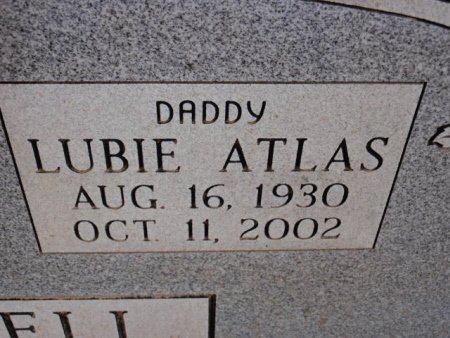 DADDY
LUBIE ATLAS
AUG. 16, 1930
OCT. 11, 2002